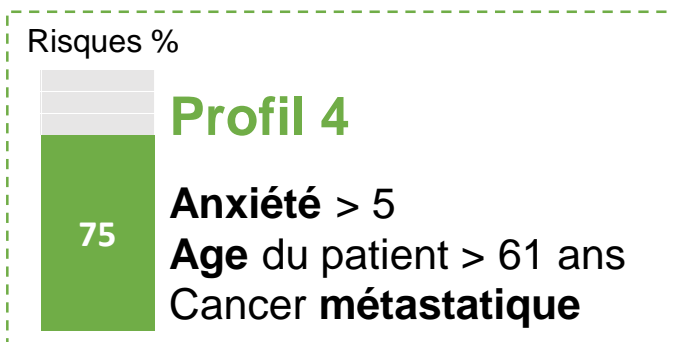 Risques %
Profil 4
75
Anxiété > 5
Age du patient > 61 ans
Cancer métastatique